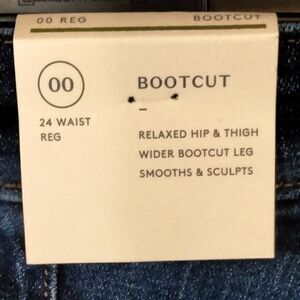 00 REG BOOTCUT
00
24 WAIST
REG
BOOTCUT
–
RELAXED HIP & THIGH
WIDER BOOTCUT LEG
SMOOTHS & SCULPTS